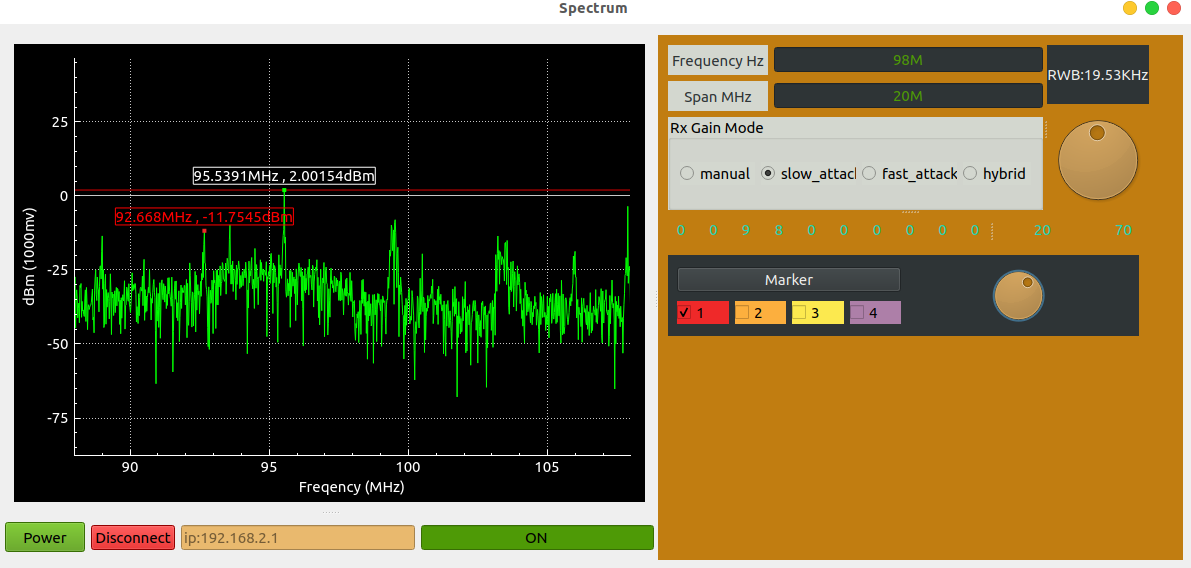 Spectrum
25
0
-25
-50
-75
dBm (1000mv)
95.5391MHz , 2.00154dBm
92.668MHz , -11.7545dBm
90
95
100
105
Freqency (MHz)
Power
Disconnect
ip:192.168.2.1
ON
Frequency Hz
98M
RWB:19.53KHz
Span MHz
20M
Rx Gain Mode
manual
slow_attack
fast_attack
hybrid
0 0 9 8 0 0 0 0 0 0 20 70
Marker
1
2
3
4